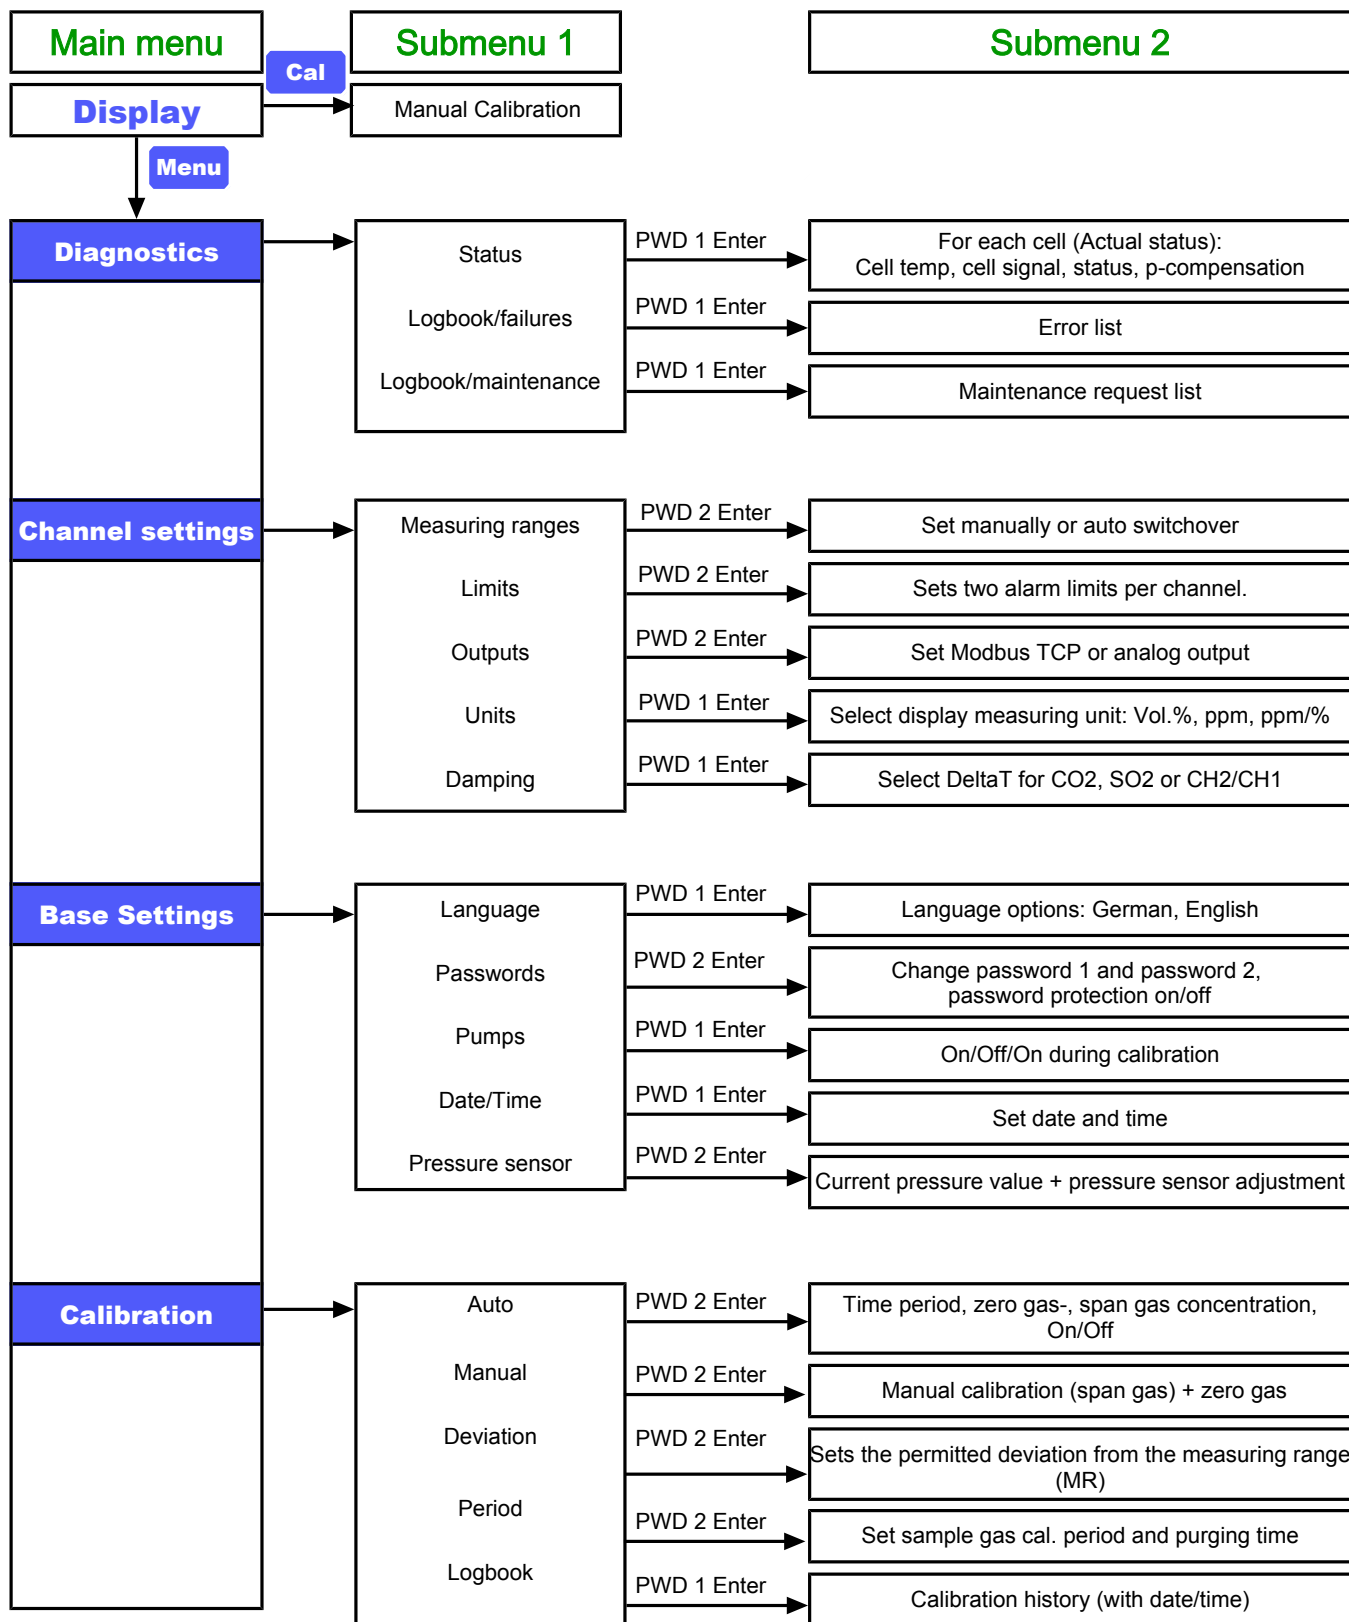 Main menu
Submenu 1
Submenu 2
Cal
Display
Manual Calibration
Menu
Diagnostics
Status
PWD 1 Enter
For each cell (Actual status):
Cell temp, cell signal, status, p-compensation
Logbook/failures
PWD 1 Enter
Error list
Logbook/maintenance
PWD 1 Enter
Maintenance request list
Channel settings
Measuring ranges
PWD 2 Enter
Set manually or auto switchover
Limits
PWD 2 Enter
Sets two alarm limits per channel.
Outputs
PWD 2 Enter
Set Modbus TCP or analog output
Units
PWD 1 Enter
Select display measuring unit: Vol.%, ppm, ppm/%
Damping
PWD 1 Enter
Select DeltaT for CO2, SO2 or CH2/CH1
Base Settings
Language
PWD 1 Enter
Language options: German, English
Passwords
PWD 2 Enter
Change password 1 and password 2,
password protection on/off
Pumps
PWD 1 Enter
On/Off/On during calibration
Date/Time
PWD 1 Enter
Set date and time
Pressure sensor
PWD 2 Enter
Current pressure value + pressure sensor adjustment
Calibration
Auto
PWD 2 Enter
Time period, zero gas-, span gas concentration,
On/Off
Manual
PWD 2 Enter
Manual calibration (span gas) + zero gas
Deviation
PWD 2 Enter
Sets the permitted deviation from the measuring range
(MR)
Period
PWD 2 Enter
Set sample gas cal. period and purging time
Logbook
PWD 1 Enter
Calibration history (with date/time)